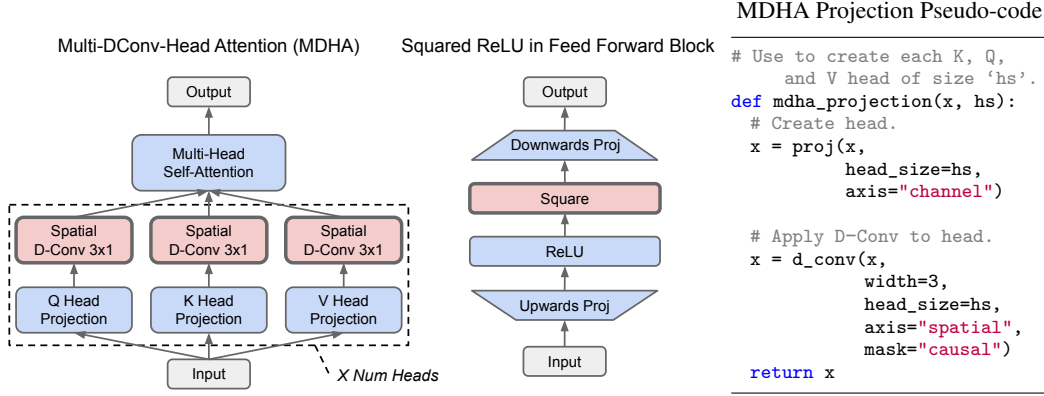 Multi-DConv-Head Attention (MDHA)
Output
Multi-Head
Self-Attention
Spatial
D-Conv 3x1
Spatial
D-Conv 3x1
Spatial
D-Conv 3x1
Q Head
Projection
K Head
Projection
V Head
Projection
Input
X Num Heads
Squared ReLU in Feed Forward Block
Output
Downwards Proj
Square
ReLU
Upwards Proj
Input
MDHA Projection Pseudo-code
# Use to create each K, Q,
and V head of size ‘hs’.
def mdha_projection(x, hs):
# Create head.
x = proj(x,
head_size=hs,
axis="channel")
# Apply D-Conv to head.
x = d_conv(x,
width=3,
head_size=hs,
axis="spatial",
mask="causal")
return x